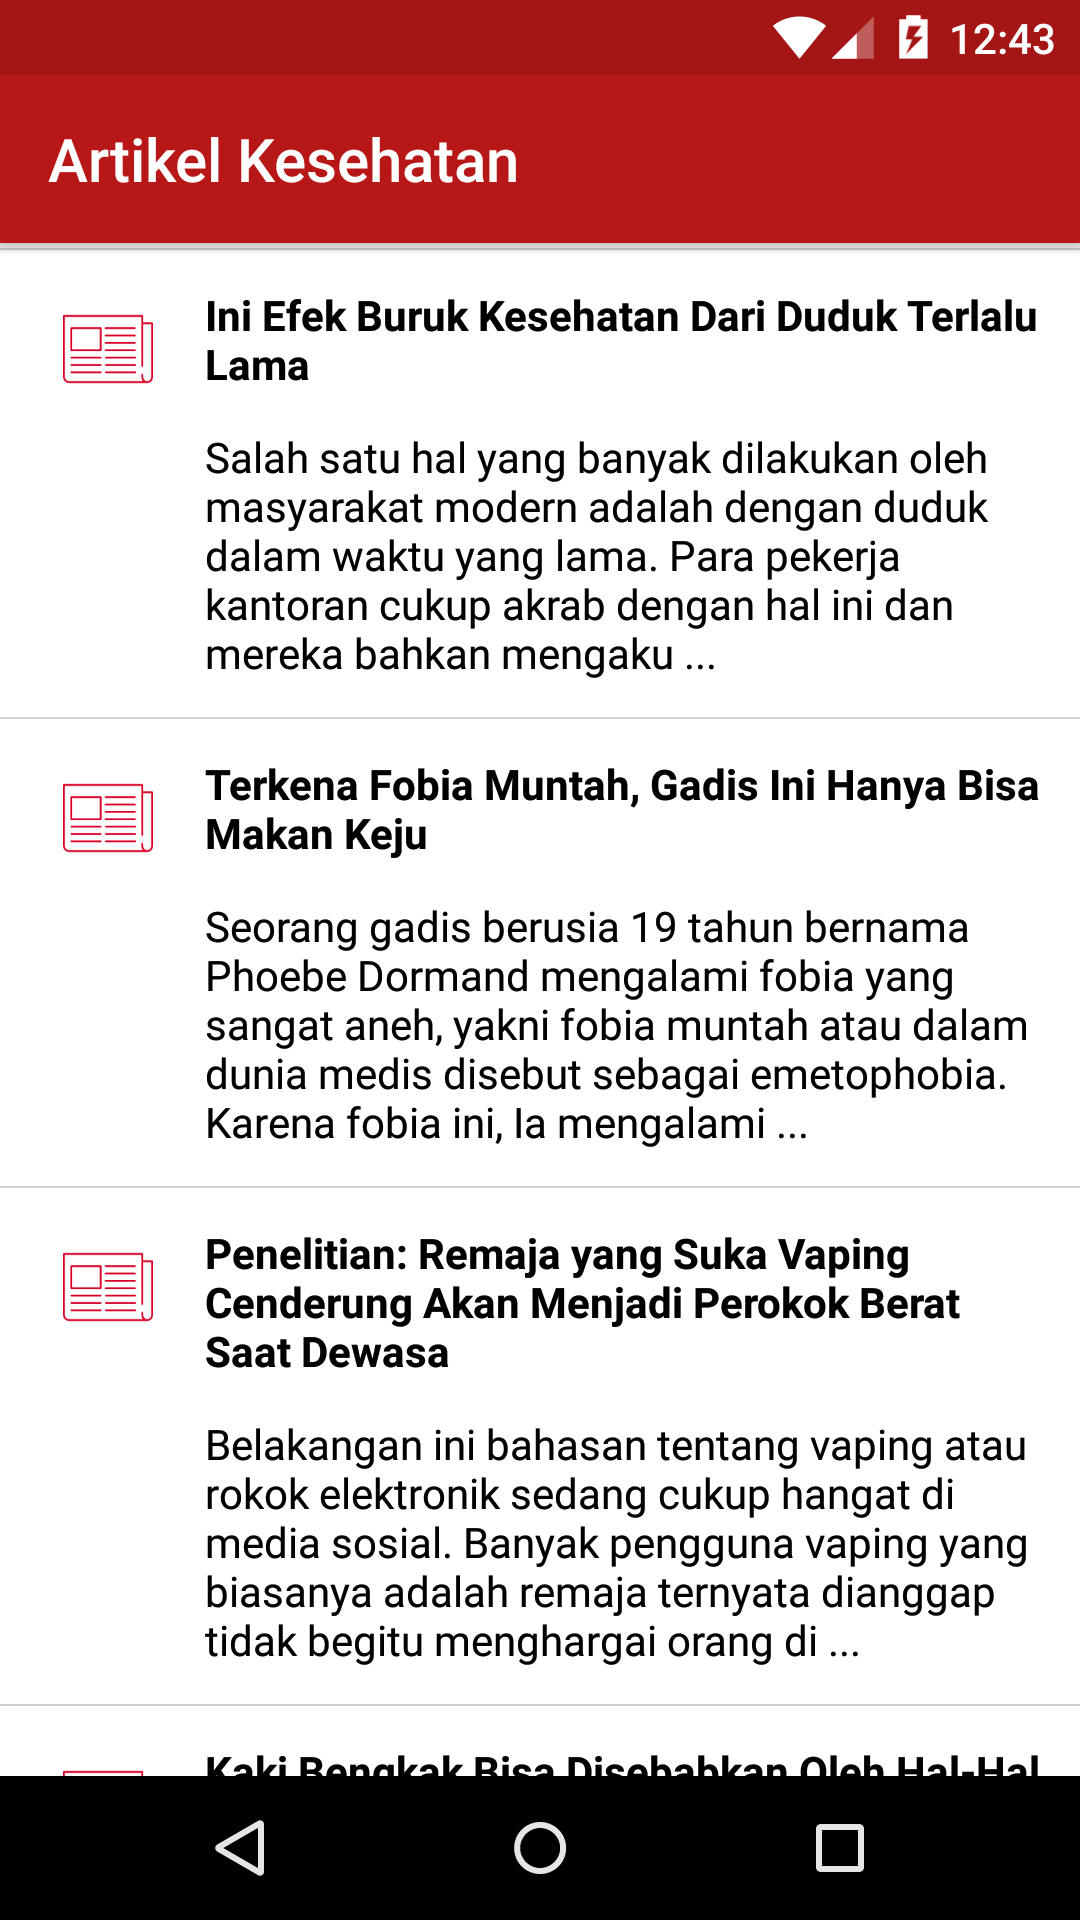 12:43
Artikel Kesehatan
Ini Efek Buruk Kesehatan Dari Duduk Terlalu
Lama
Salah satu hal yang banyak dilakukan oleh
masyarakat modern adalah dengan duduk
dalam waktu yang lama. Para pekerja
kantoran cukup akrab dengan hal ini dan
mereka bahkan mengaku ...
Terkena Fobia Muntah, Gadis Ini Hanya Bisa
Makan Keju
Seorang gadis berusia 19 tahun bernama
Phoebe Dormand mengalami fobia yang
sangat aneh, yakni fobia muntah atau dalam
dunia medis disebut sebagai emetophobia.
Karena fobia ini, Ia mengalami ...
Penelitian: Remaja yang Suka Vaping
Cenderung Akan Menjadi Perokok Berat
Saat Dewasa
Belakangan ini bahasan tentang vaping atau
rokok elektronik sedang cukup hangat di
media sosial. Banyak pengguna vaping yang
biasanya adalah remaja ternyata dianggap
tidak begitu menghargai orang di ...
Kaki Bengkak Bisa Disebabkan Oleh Hal-Hal